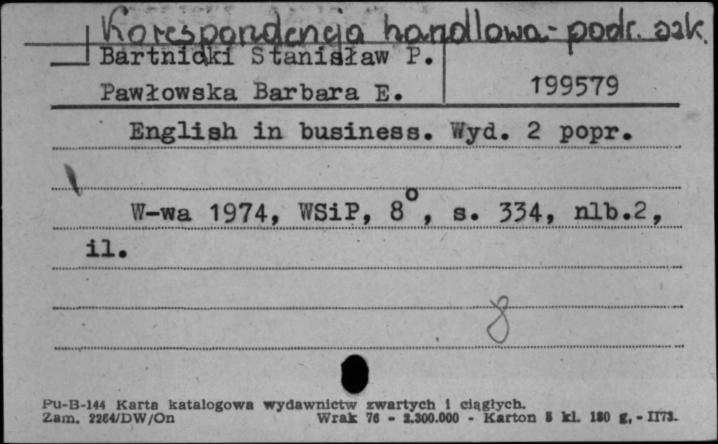 Korespondencja handlowa - podr. szk.
Bartnicki Stanisław P.
Pawłowska Barbara E.
199579
English in business. Wyd. 2 popr.
W-wa 1974, WSiP, 8°, s. 334, nlb.2,
il.
8
Pu-B-144 Karta katalogowa wydawnictw zwartych i ciągłych.
Zam. 2264/DW/On Wrak 76 - 2.300.000 - Karton 8 kl. 180 g. - II73.